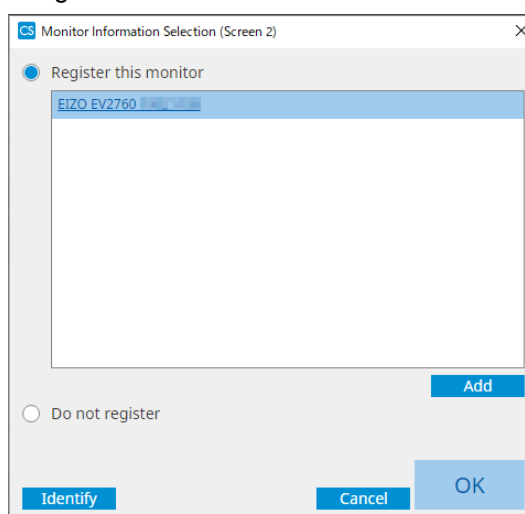 CS Monitor Information Selection (Screen 2)
Register this monitor
EIZO EV2760
Add
Do not register
OK
Identify
Cancel